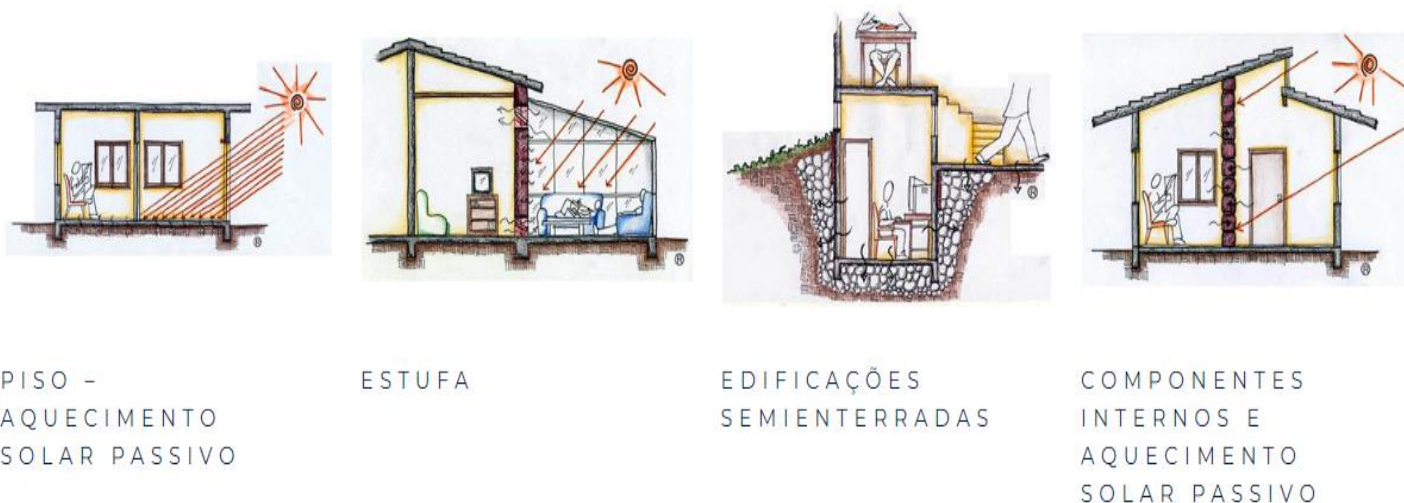 PISO –
AQUECIMENTO
SOLAR PASSIVO
ESTUFA
EDIFICAÇÕES
SEMIENTERRADAS
COMPONENTES
INTERNOS E
AQUECIMENTO
SOLAR PASSIVO